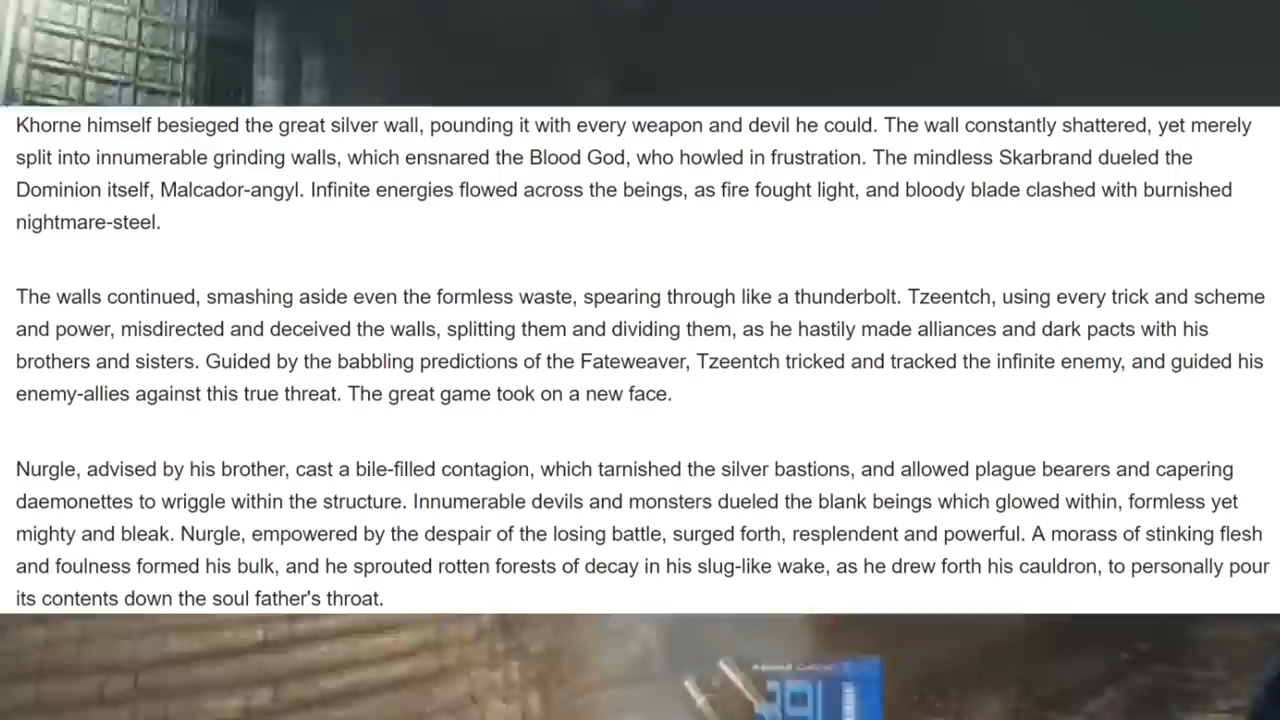 Khorne himself besieged the great silver wall, pounding it with every weapon and devil he could. The wall constantly shattered, yet merely
split into innumerable grinding walls, which ensnared the Blood God, who howled in frustration. The mindless Skarbrand dueled the
Dominion itself, Malcador-angyl. Infinite energies flowed across the beings, as fire fought light, and bloody blade clashed with burnished
nightmare-steel.
The walls continued, smashing aside even the formless waste, spearing through like a thunderbolt. Tzeentch, using every trick and scheme
and power, misdirected and deceived the walls, splitting them and dividing them, as he hastily made alliances and dark pacts with his
brothers and sisters. Guided by the babbling predictions of the Fateweaver, Tzeentch tricked and tracked the infinite enemy, and guided his
enemy-allies against this true threat. The great game took on a new face.
Nurgle, advised by his brother, cast a bile-filled contagion, which tarnished the silver bastions, and allowed plague bearers and capering
daemonettes to wriggle within the structure. Innumerable devils and monsters dueled the blank beings which glowed within, formless yet
mighty and bleak. Nurgle, empowered by the despair of the losing battle, surged forth, resplendent and powerful. A morass of stinking flesh
and foulness formed his bulk, and he sprouted rotten forests of decay in his slug-like wake, as he drew forth his cauldron, to personally pour
its contents down the soul father's throat.